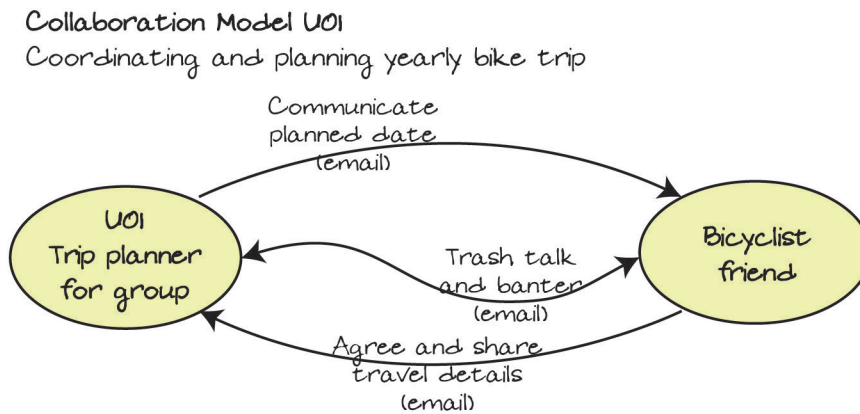 Collaboration Model U01
Coordinating and planning yearly bike trip
Communicate
planned date
(email)
U01
Trip planner
for group
Trash talk
and banter
(email)
Bicyclist
friend
Agree and share
travel details
(email)